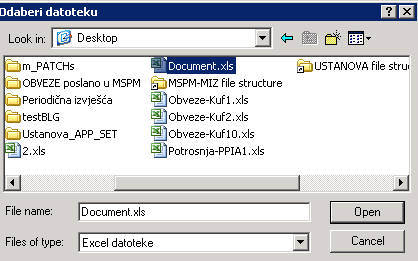 Odaberi datoteku
Look in: Desktop
m_PATCHs
OBVEZE poslano u MSPM
Periodična izvješća
testBLG
Ustanova_APP_SET
2.xls
Document.xls
MSPM-MIZ file structure
Obveze-Kuf1.xls
Obveze-Kuf2.xls
Obveze-Kuf10.xls
Potrosnja-PPIA1.xls
USTANOVA file struc
File name: Document.xls
Open
Files of type: Excel datoteke
Cancel